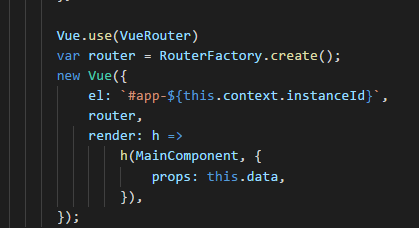 Vue.use(VueRouter)
var router = RouterFactory.create();
new Vue({
el: `#app-${this.context.instanceId}`,
router,
render: h =>
h(MainComponent, {
props: this.data,
}),
});